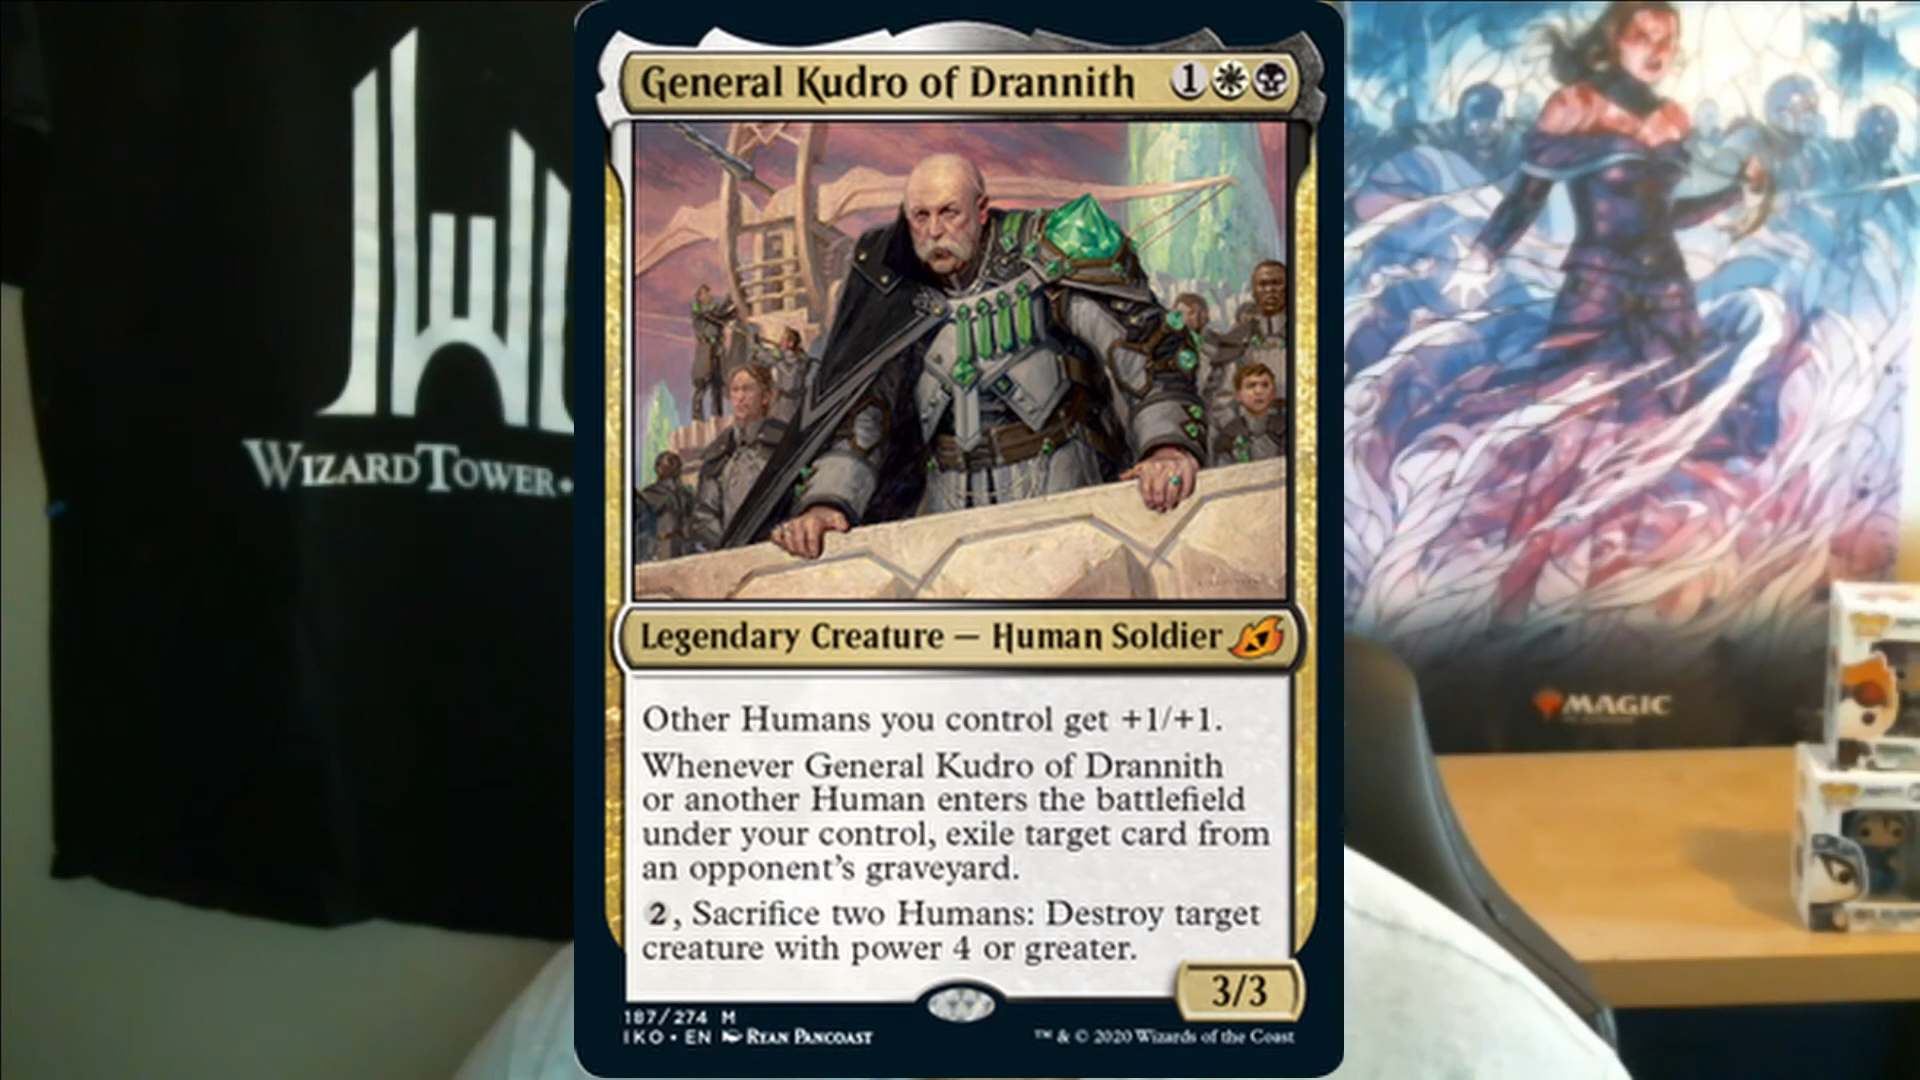 General Kudro of Drannith 1
WIZARDTOWER
Legendary Creature — Human Soldier
Other Humans you control get +1/+1.
Whenever General Kudro of Drannith
or another Human enters the battlefield
under your control, exile target card from
an opponent's graveyard.
2, Sacrifice two Humans: Destroy target
creature with power 4 or greater.
3/3
187/274 M
IKO • EN RYAN PANCOAST
™ & © 2020 Wizards of the Coast
MAGIC